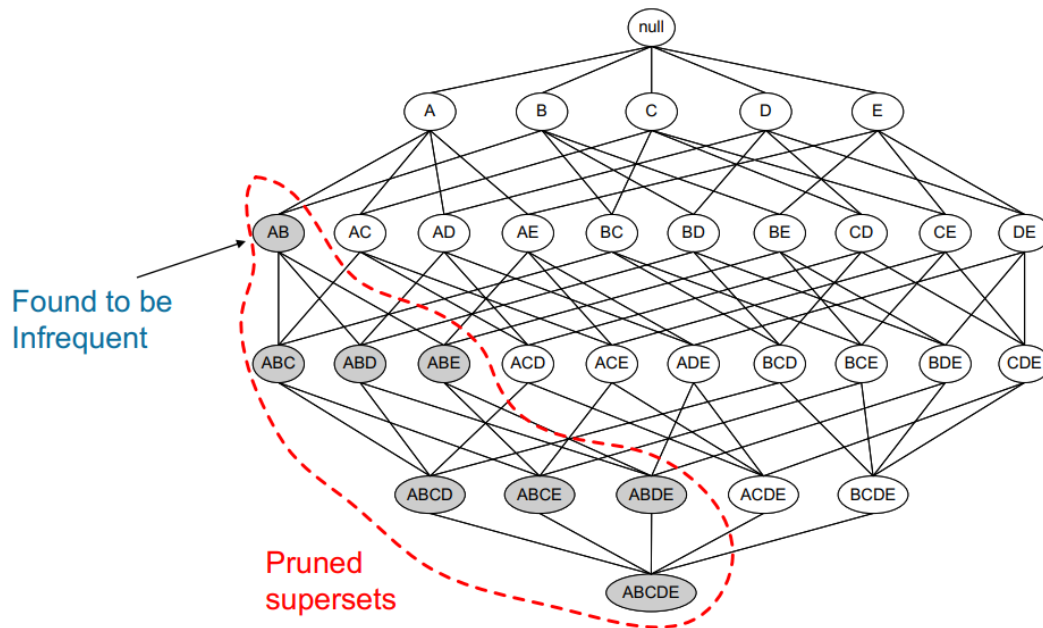 null
A B C D E
AB AC AD AE BC BD BE CD CE DE
Found to be
Infrequent
ABC ABD ABE ACD ACE ADE BCD BCE BDE CDE
ABCD ABCE ABDE ACDE BCDE
Pruned
supersets
ABCDE